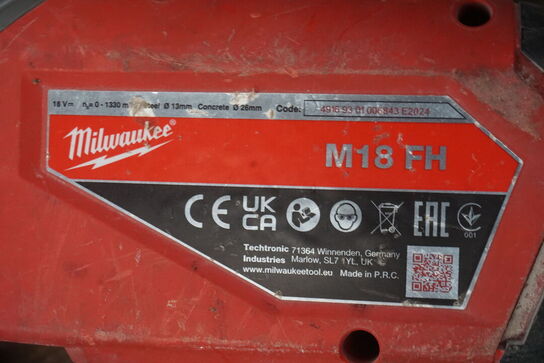 18 V⎓ n₀= 0 - 1330 m⁻¹ Steel Ø 13mm Concrete Ø 26mm Code: 4916 93 01 006843 E2024
Milwaukee
M18 FH
CE UK CA EAC 001
Techtronic Industries 71364 Winnenden, Germany
Marlow, SL7 1YL, UK
www.milwaukeetool.eu Made in P.R.C.